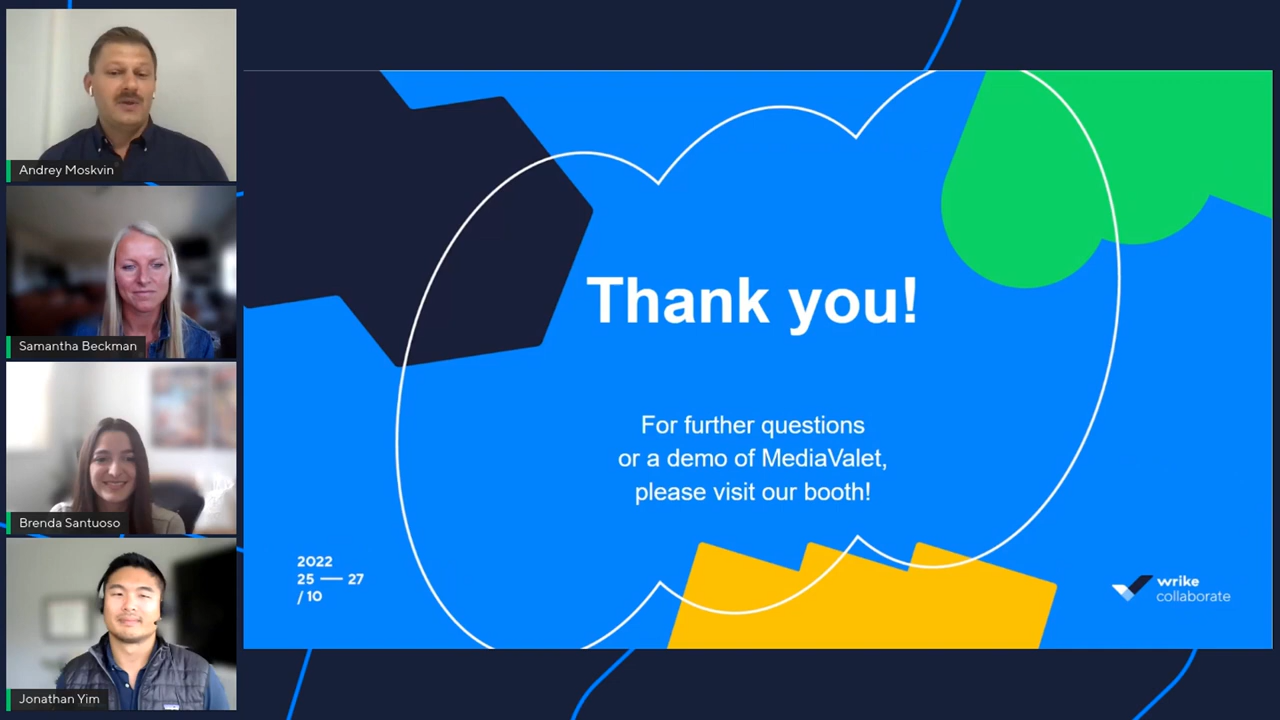 Andrey Moskvin
Samantha Beckman
Brenda Santuoso
Jonathan Yim
Thank you!
For further questions
or a demo of MediaValet,
please visit our booth!
2022
25 — 27
/ 10
wrike
collaborate